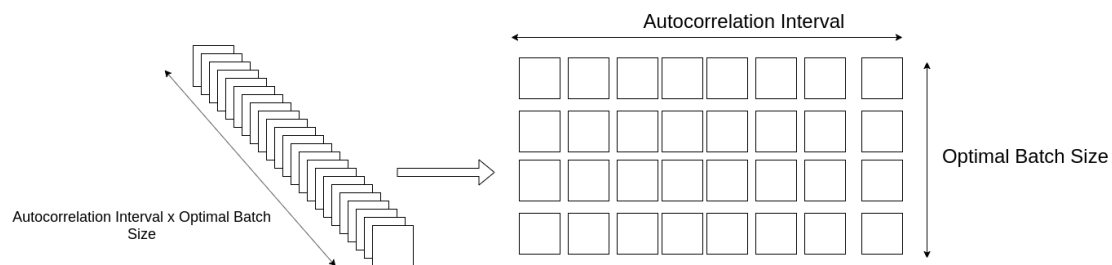 Autocorrelation Interval
Optimal Batch Size
Autocorrelation Interval x Optimal Batch
Size